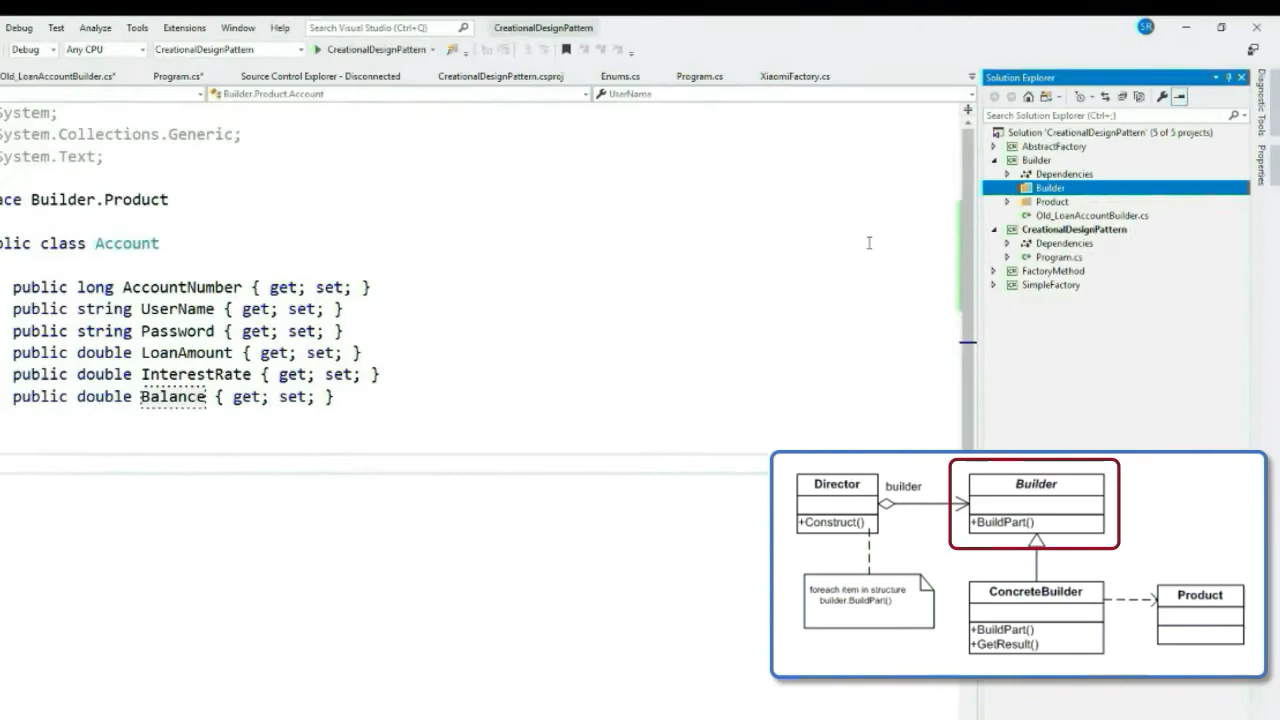 Debug Test Analyze Tools Extensions Window Help Search Visual Studio (Ctrl+Q) CreationalDesignPattern SR
Debug Any CPU CreationalDesignPattern CreationalDesignPattern
Old_LoanAccountBuilder.cs* Program.cs* Source Control Explorer - Disconnected CreationalDesignPattern.csproj Enums.cs Program.cs XiaomiFactory.cs
Builder.Product.Account UserName
System;
System.Collections.Generic;
System.Text;
ace Builder.Product
blic class Account
public long AccountNumber { get; set; }
public string UserName { get; set; }
public string Password { get; set; }
public double LoanAmount { get; set; }
public double InterestRate { get; set; }
public double Balance { get; set; }
Solution Explorer
Search Solution Explorer (Ctrl+;)
Solution 'CreationalDesignPattern' (5 of 5 projects)
AbstractFactory
Builder
Dependencies
Builder
Product
Old_LoanAccountBuilder.cs
CreationalDesignPattern
Dependencies
Program.cs
FactoryMethod
SimpleFactory
Diagnostic Tools
Properties
Director
+Construct()
builder
Builder
+BuildPart()
foreach item in structure
builder.BuildPart()
ConcreteBuilder
+BuildPart()
+GetResult()
Product